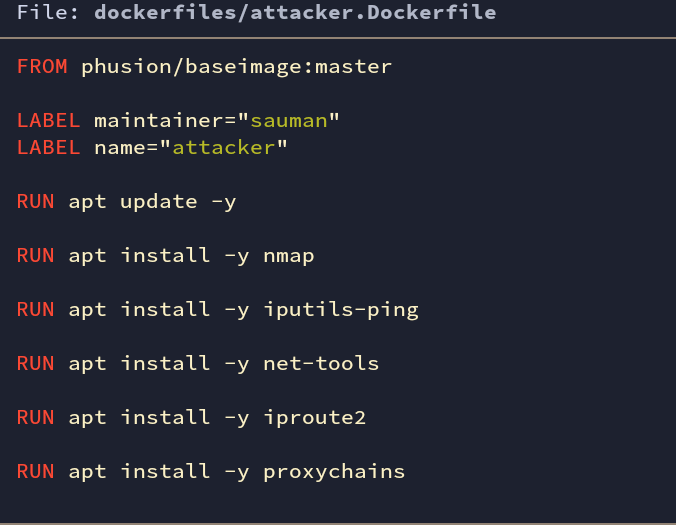 File: dockerfiles/attacker.Dockerfile
FROM phusion/baseimage:master
LABEL maintainer="sauman"
LABEL name="attacker"
RUN apt update -y
RUN apt install -y nmap
RUN apt install -y iputils-ping
RUN apt install -y net-tools
RUN apt install -y iproute2
RUN apt install -y proxychains